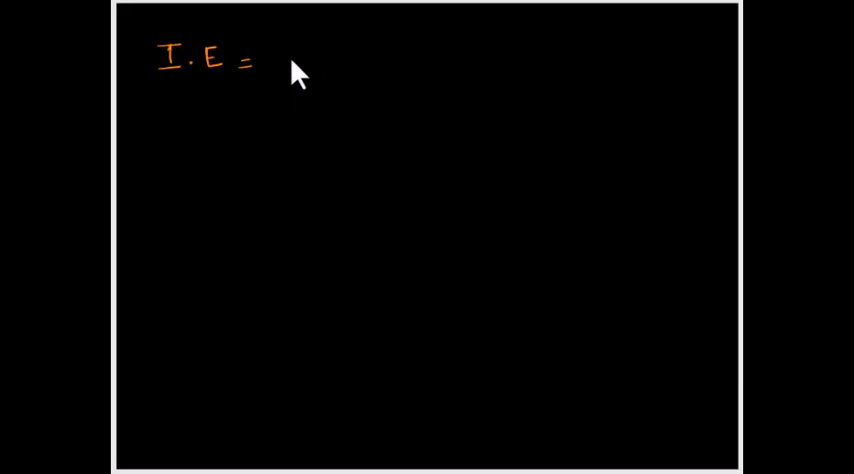 I.E =